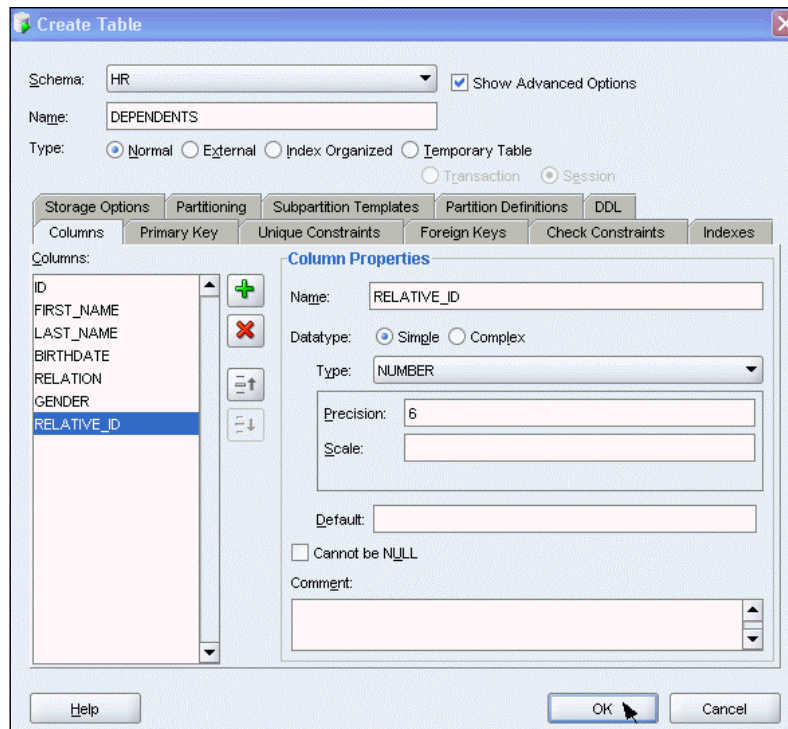 Create Table
Schema: HR Show Advanced Options
Name: DEPENDENTS
Type: Normal External Index Organized Temporary Table
Transaction Session
Storage Options Partitioning Subpartition Templates Partition Definitions DDL
Columns Primary Key Unique Constraints Foreign Keys Check Constraints Indexes
Columns:
ID
FIRST_NAME
LAST_NAME
BIRTHDATE
RELATION
GENDER
RELATIVE_ID
Column Properties
Name: RELATIVE_ID
Datatype: Simple Complex
Type: NUMBER
Precision: 6
Scale:
Default:
Cannot be NULL
Comment:
Help OK Cancel